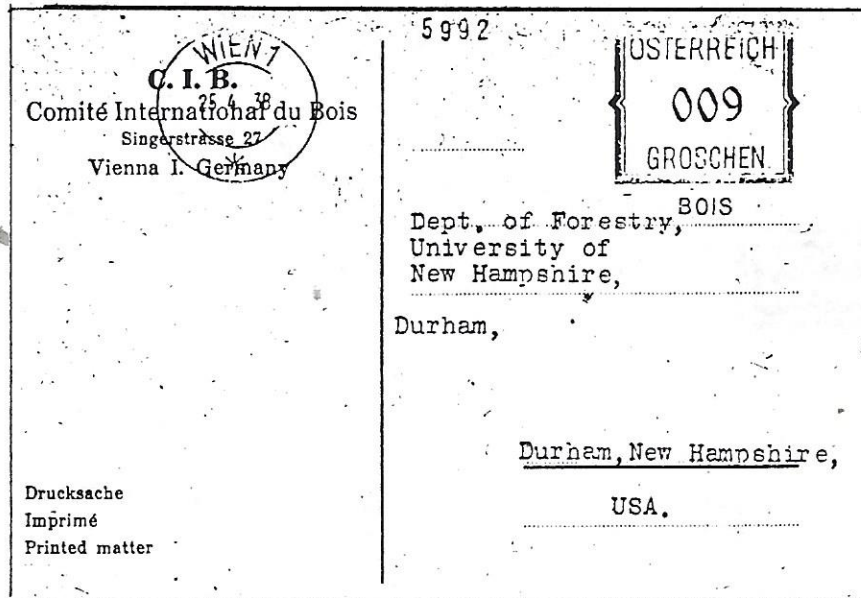 WIEN 1
25 4 38
C. I. B.
Comité International du Bois
Singerstrasse 27
Vienna I. Germany
Drucksache
Imprimé
Printed matter
5992
ÖSTERREICH
009
GROSCHEN
BOIS
Dept. of Forestry,
University of
New Hampshire,
Durham,
Durham, New Hampshire,
USA.